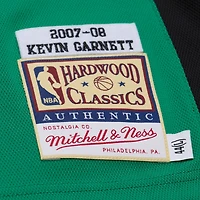 2007-08
KEVIN GARNETT
HARDWOOD
NBA
CLASSICS
AUTHENTIC
NOSTALGIA CO.
Mitchell & Ness
PHILADELPHIA, PA.